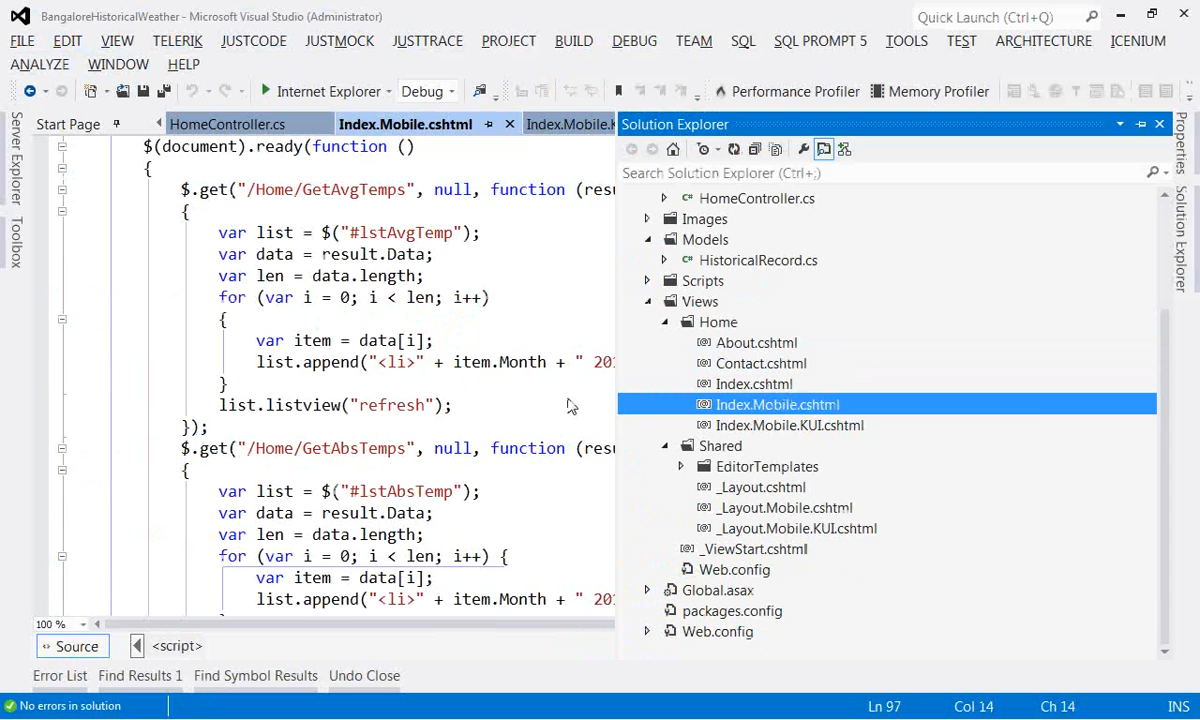 BangaloreHistoricalWeather - Microsoft Visual Studio (Administrator)
Quick Launch (Ctrl+Q)
FILE EDIT VIEW TELERIK JUSTCODE JUSTMOCK JUSTTRACE PROJECT BUILD DEBUG TEAM SQL SQL PROMPT 5 TOOLS TEST ARCHITECTURE ICENIUM
ANALYZE WINDOW HELP
Internet Explorer Debug Performance Profiler Memory Profiler
Server Explorer
Toolbox
Start Page HomeController.cs Index.Mobile.cshtml Index.Mobile.K
$(document).ready(function ()
{
$.get("/Home/GetAvgTemps", null, function (resu
{
var list = $("#lstAvgTemp");
var data = result.Data;
var len = data.length;
for (var i = 0; i < len; i++)
{
var item = data[i];
list.append("<li>" + item.Month + " 201
}
list.listview("refresh");
});
$.get("/Home/GetAbsTemps", null, function (resu
{
var list = $("#lstAbsTemp");
var data = result.Data;
var len = data.length;
for (var i = 0; i < len; i++) {
var item = data[i];
list.append("<li>" + item.Month + " 201
100 %
Source <script>
Solution Explorer
Search Solution Explorer (Ctrl+;)
HomeController.cs
Images
Models
HistoricalRecord.cs
Scripts
Views
Home
About.cshtml
Contact.cshtml
Index.cshtml
Index.Mobile.cshtml
Index.Mobile.KUI.cshtml
Shared
EditorTemplates
_Layout.cshtml
_Layout.Mobile.cshtml
_Layout.Mobile.KUI.cshtml
_ViewStart.cshtml
Web.config
Global.asax
packages.config
Web.config
Properties
Solution Explorer
Error List Find Results 1 Find Symbol Results Undo Close
No errors in solution Ln 97 Col 14 Ch 14 INS